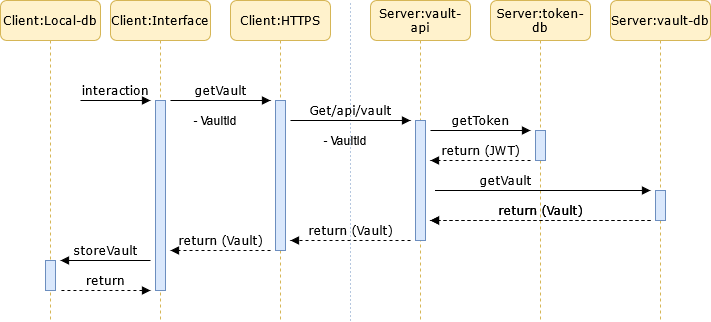 Client:Local-db
Client:Interface
Client:HTTPS
Server:vault-
api
Server:token-
db
Server:vault-db
interaction
getVault
- VaultId
Get/api/vault
- VaultId
getToken
return (JWT)
getVault
return (Vault)
return (Vault)
return (Vault)
storeVault
return